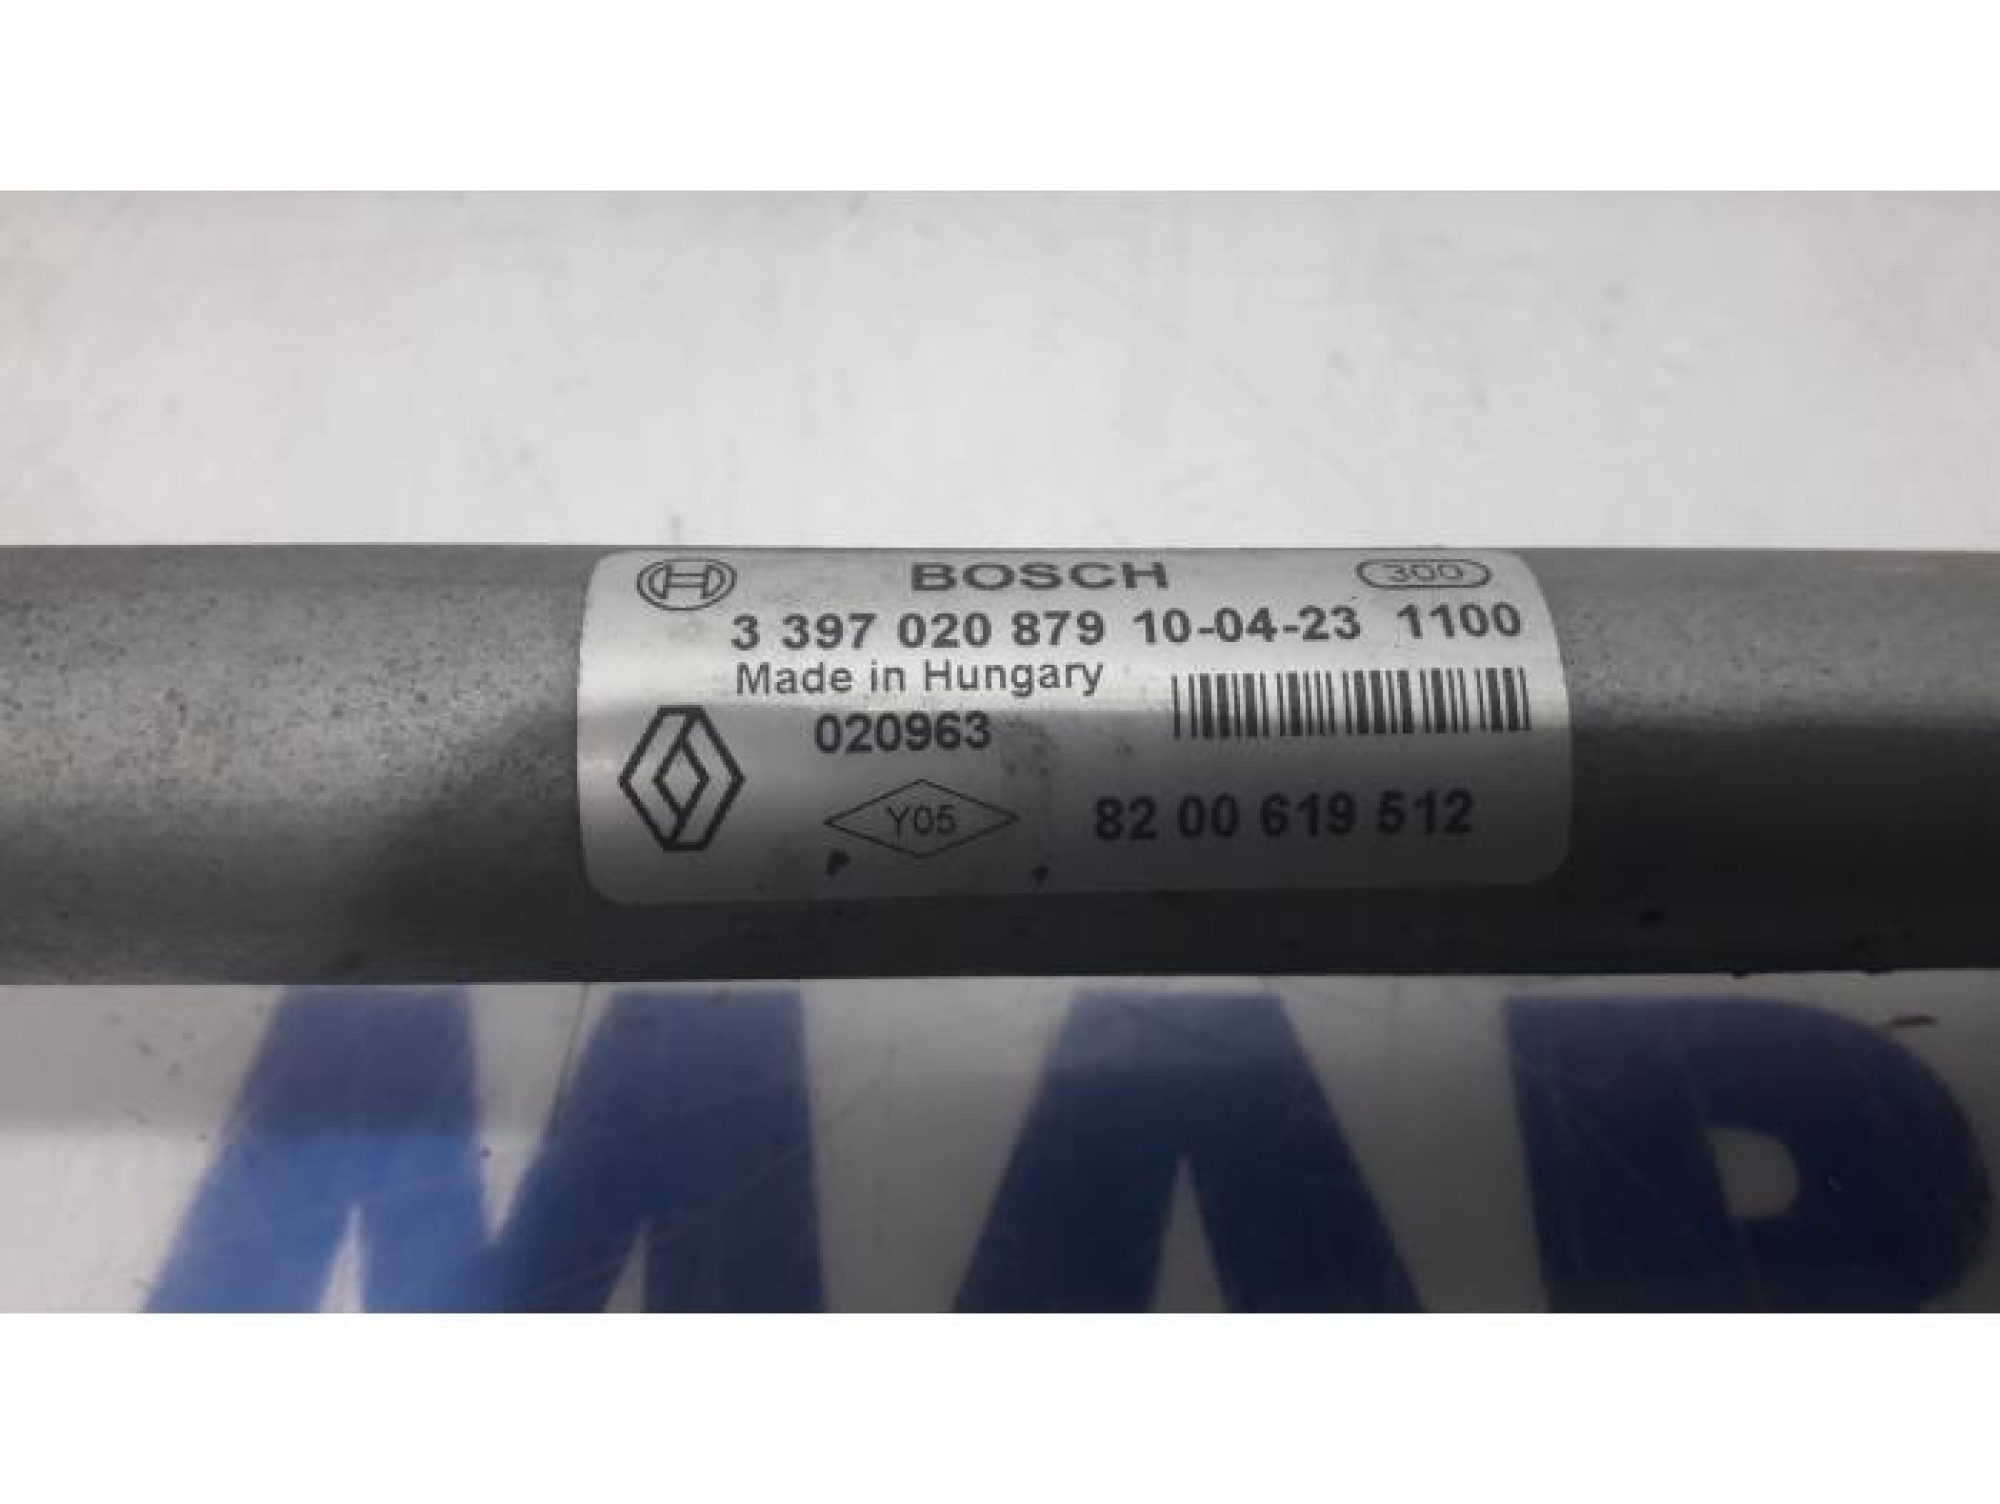 BOSCH 300
3 397 020 879 10-04-23 1100
Made in Hungary
020963
Y05 82 00 619 512
P